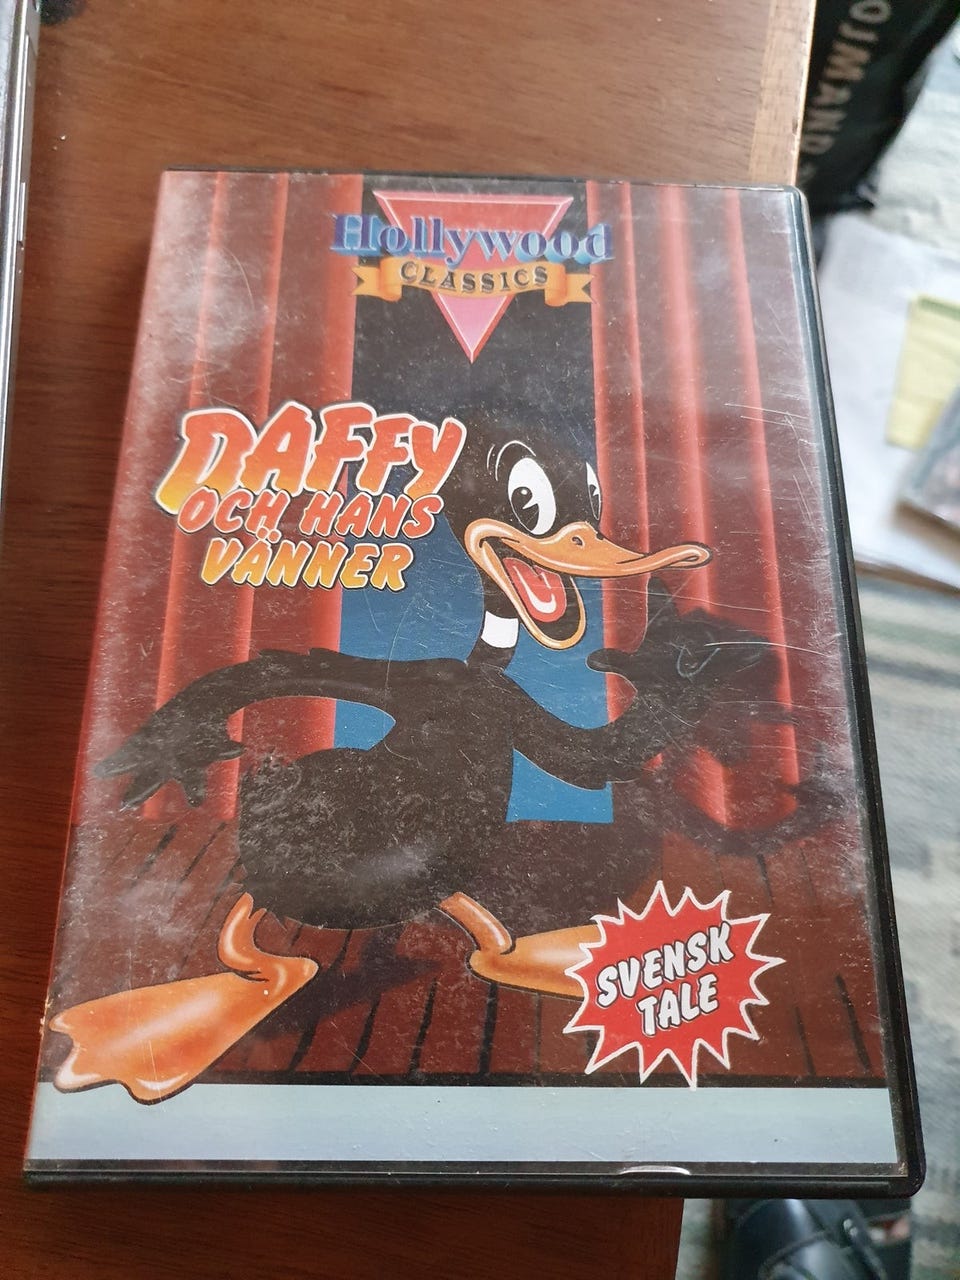 Hollywood
CLASSICS
DAFFY
OCH HANS
VÄNNER
SVENSK
TALE